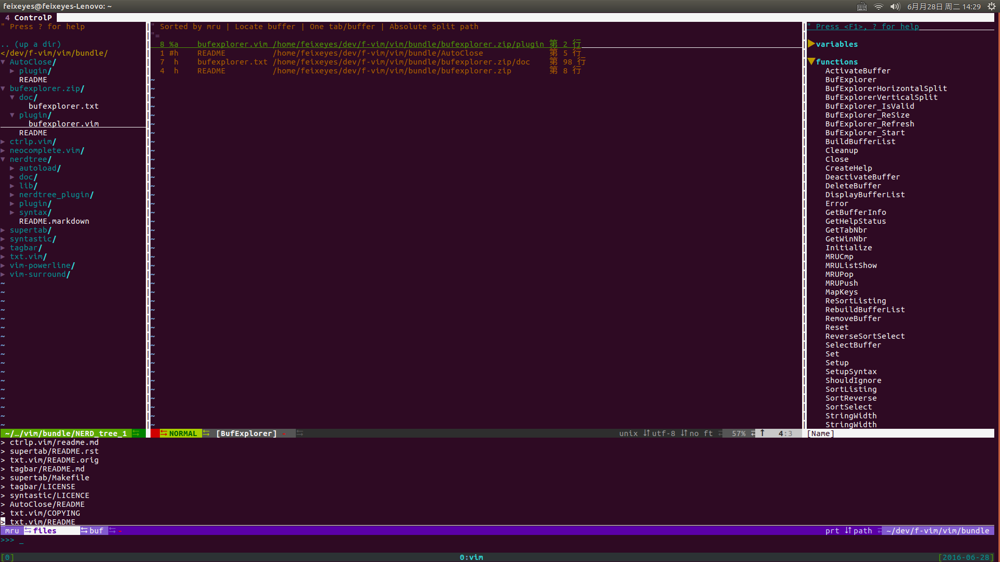 feixeyes@feixeyes-Lenovo: ~
6月月28日 周二 14:29
4 ControlP
" Press ? for help
.. (up a dir)
</dev/f-vim/vim/bundle/
▼ AutoClose/
▶ plugin/
README
▼ bufexplorer.zip/
▼ doc/
bufexplorer.txt
▼ plugin/
bufexplorer.vim
README
▶ ctrlp.vim/
▶ neocomplete.vim/
▼ nerdtree/
▶ autoload/
▶ doc/
▶ lib/
▶ nerdtree_plugin/
▶ plugin/
▶ syntax/
README.markdown
▶ supertab/
▶ syntastic/
▶ tagbar/
▶ txt.vim/
▶ vim-powerline/
▶ vim-surround/
~/…/vim/bundle/NERD_tree_1
" Sorted by mru | Locate buffer | One tab/buffer | Absolute Split path
"=
8 %a bufexplorer.vim /home/feixeyes/dev/f-vim/vim/bundle/bufexplorer.zip/plugin 第 2 行
1 #h README /home/feixeyes/dev/f-vim/vim/bundle/AutoClose 第 5 行
7 h bufexplorer.txt /home/feixeyes/dev/f-vim/vim/bundle/bufexplorer.zip/doc 第 98 行
4 h README /home/feixeyes/dev/f-vim/vim/bundle/bufexplorer.zip 第 8 行
NORMAL [BufExplorer] - unix utf-8 no ft 57% 4:3
" Press <F1>, ? for help
▶variables
▼functions
ActivateBuffer
BufExplorer
BufExplorerHorizontalSplit
BufExplorerVerticalSplit
BufExplorer_IsValid
BufExplorer_ReSize
BufExplorer_Refresh
BufExplorer_Start
BuildBufferList
Cleanup
Close
CreateHelp
DeactivateBuffer
DeleteBuffer
DisplayBufferList
Error
GetBufferInfo
GetHelpStatus
GetTabNbr
GetWinNbr
Initialize
MRUCmp
MRUListShow
MRUPop
MRUPush
MapKeys
ReSortListing
RebuildBufferList
RemoveBuffer
Reset
ReverseSortSelect
SelectBuffer
Set
Setup
SetupSyntax
ShouldIgnore
SortListing
SortReverse
SortSelect
StringWidth
StringWidth
[Name]
> ctrlp.vim/readme.md
> supertab/README.rst
> txt.vim/README.orig
> tagbar/README.md
> supertab/Makefile
> tagbar/LICENSE
> syntastic/LICENCE
> AutoClose/README
> txt.vim/COPYING
> txt.vim/README
mru files buf - prt path ~/dev/f-vim/vim/bundle
>>> _
[0] 0:vim [2016-06-28]